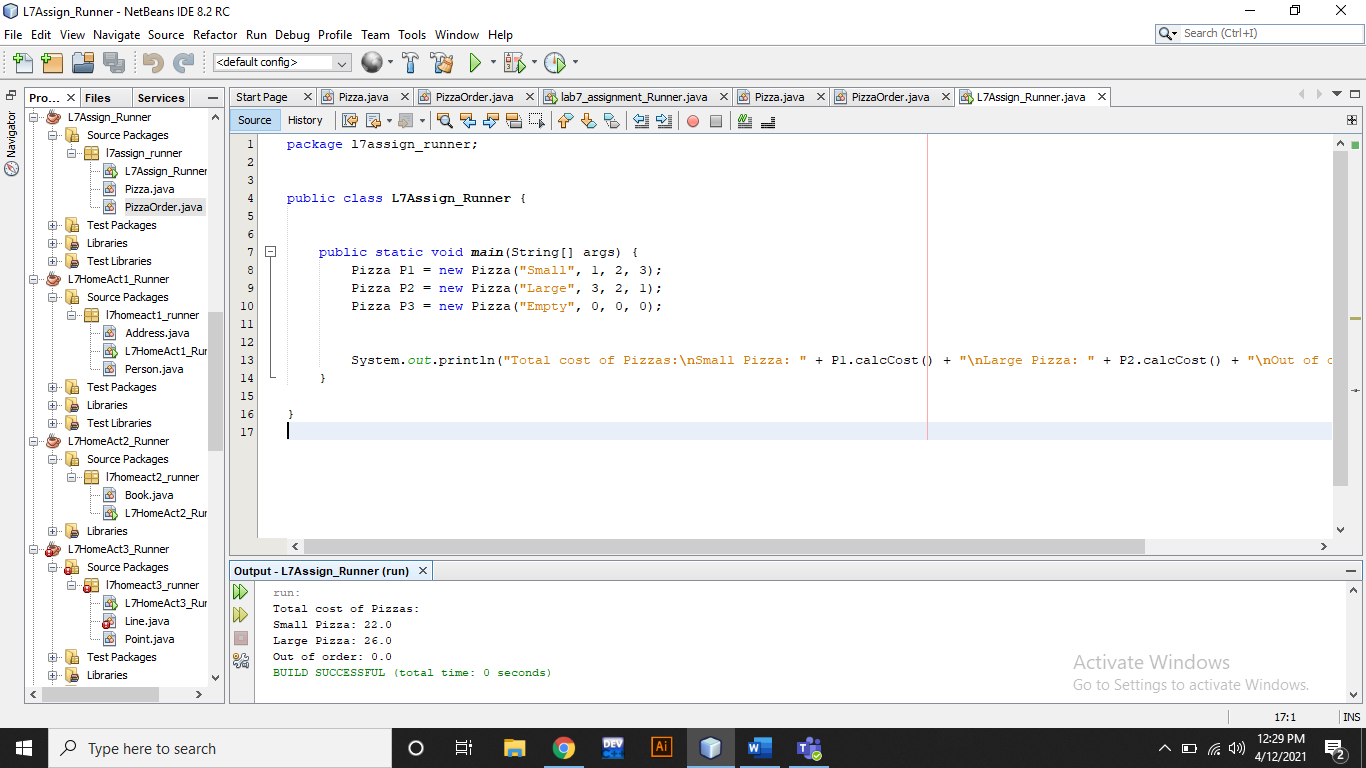 L7Assign_Runner - NetBeans IDE 8.2 RC
File Edit View Navigate Source Refactor Run Debug Profile Team Tools Window Help
Search (Ctrl+I)
<default config>
Pro... Files Services
Navigator
L7Assign_Runner
Source Packages
l7assign_runner
L7Assign_Runner
Pizza.java
PizzaOrder.java
Test Packages
Libraries
Test Libraries
L7HomeAct1_Runner
Source Packages
l7homeact1_runner
Address.java
L7HomeAct1_Rur
Person.java
Test Packages
Libraries
Test Libraries
L7HomeAct2_Runner
Source Packages
l7homeact2_runner
Book.java
L7HomeAct2_Rur
Libraries
L7HomeAct3_Runner
Source Packages
l7homeact3_runner
L7HomeAct3_Rur
Line.java
Point.java
Test Packages
Libraries
Start Page Pizza.java PizzaOrder.java lab7_assignment_Runner.java Pizza.java PizzaOrder.java L7Assign_Runner.java
Source History
1 package l7assign_runner;
2
3
4 public class L7Assign_Runner {
5
6
7 public static void main(String[] args) {
8 Pizza P1 = new Pizza("Small", 1, 2, 3);
9 Pizza P2 = new Pizza("Large", 3, 2, 1);
10 Pizza P3 = new Pizza("Empty", 0, 0, 0);
11
12
13 System.out.println("Total cost of Pizzas:\nSmall Pizza: " + P1.calcCost() + "\nLarge Pizza: " + P2.calcCost() + "\nOut of
14 }
15
16 }
17
Output - L7Assign_Runner (run)
run:
Total cost of Pizzas:
Small Pizza: 22.0
Large Pizza: 26.0
Out of order: 0.0
BUILD SUCCESSFUL (total time: 0 seconds)
Activate Windows
Go to Settings to activate Windows.
17:1 INS
Type here to search
DEV
Ai
12:29 PM
4/12/2021
2